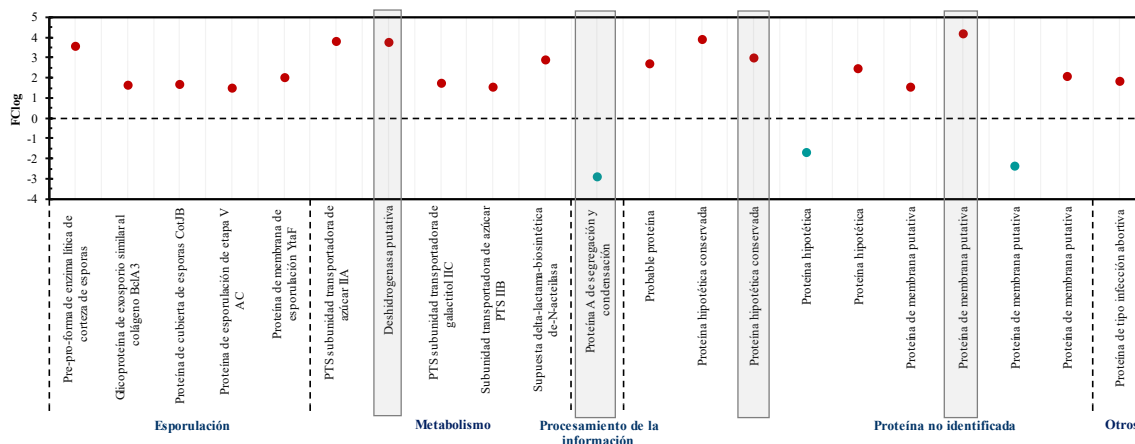 5
4
3
2
1
0
-1
-2
-3
-4
FClog
Pre-pro-forma de enzima lítica de
corteza de esporas
Glicoproteína de exosporio similar al
colágeno BclA3
Proteína de cubierta de esporas CotJB
Proteína de esporulación de etapa V
AC
Proteína de membrana de
esporulación YtaF
PTS subunidad transportadora de
azúcar IIA
Deshidrogenasa putativa
PTS subunidad transportadora de
galactitol IIC
Subunidad transportadora de azúcar
PTS IIB
Supuesta delta-lactama-biosintética
de-N-acetilasa
Proteína A de segregación y
condensación
Probable proteína
Proteína hipotética conservada
Proteína hipotética conservada
Proteína hipotética
Proteína hipotética
Proteína de membrana putativa
Proteína de membrana putativa
Proteína de membrana putativa
Proteína de membrana putativa
Proteína de tipo infección abortiva
Esporulación
Metabolismo
Procesamiento de la
información
Proteína no identificada
Otros